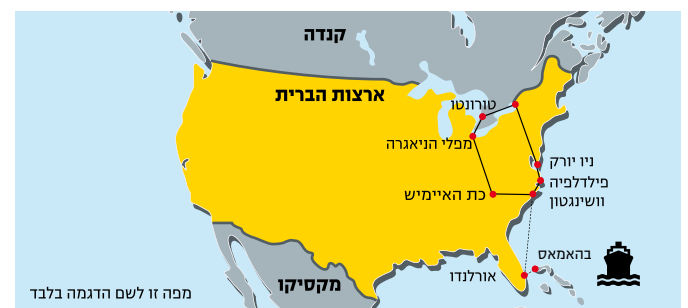 קנדה
ארצות הברית
טורונטו
מפלי הניאגרה
ניו יורק
פילדלפיה
וושינגטון
כת האיימיש
בהאמאס
אורלנדו
מקסיקו
מפה זו לשם הדגמה בלבד